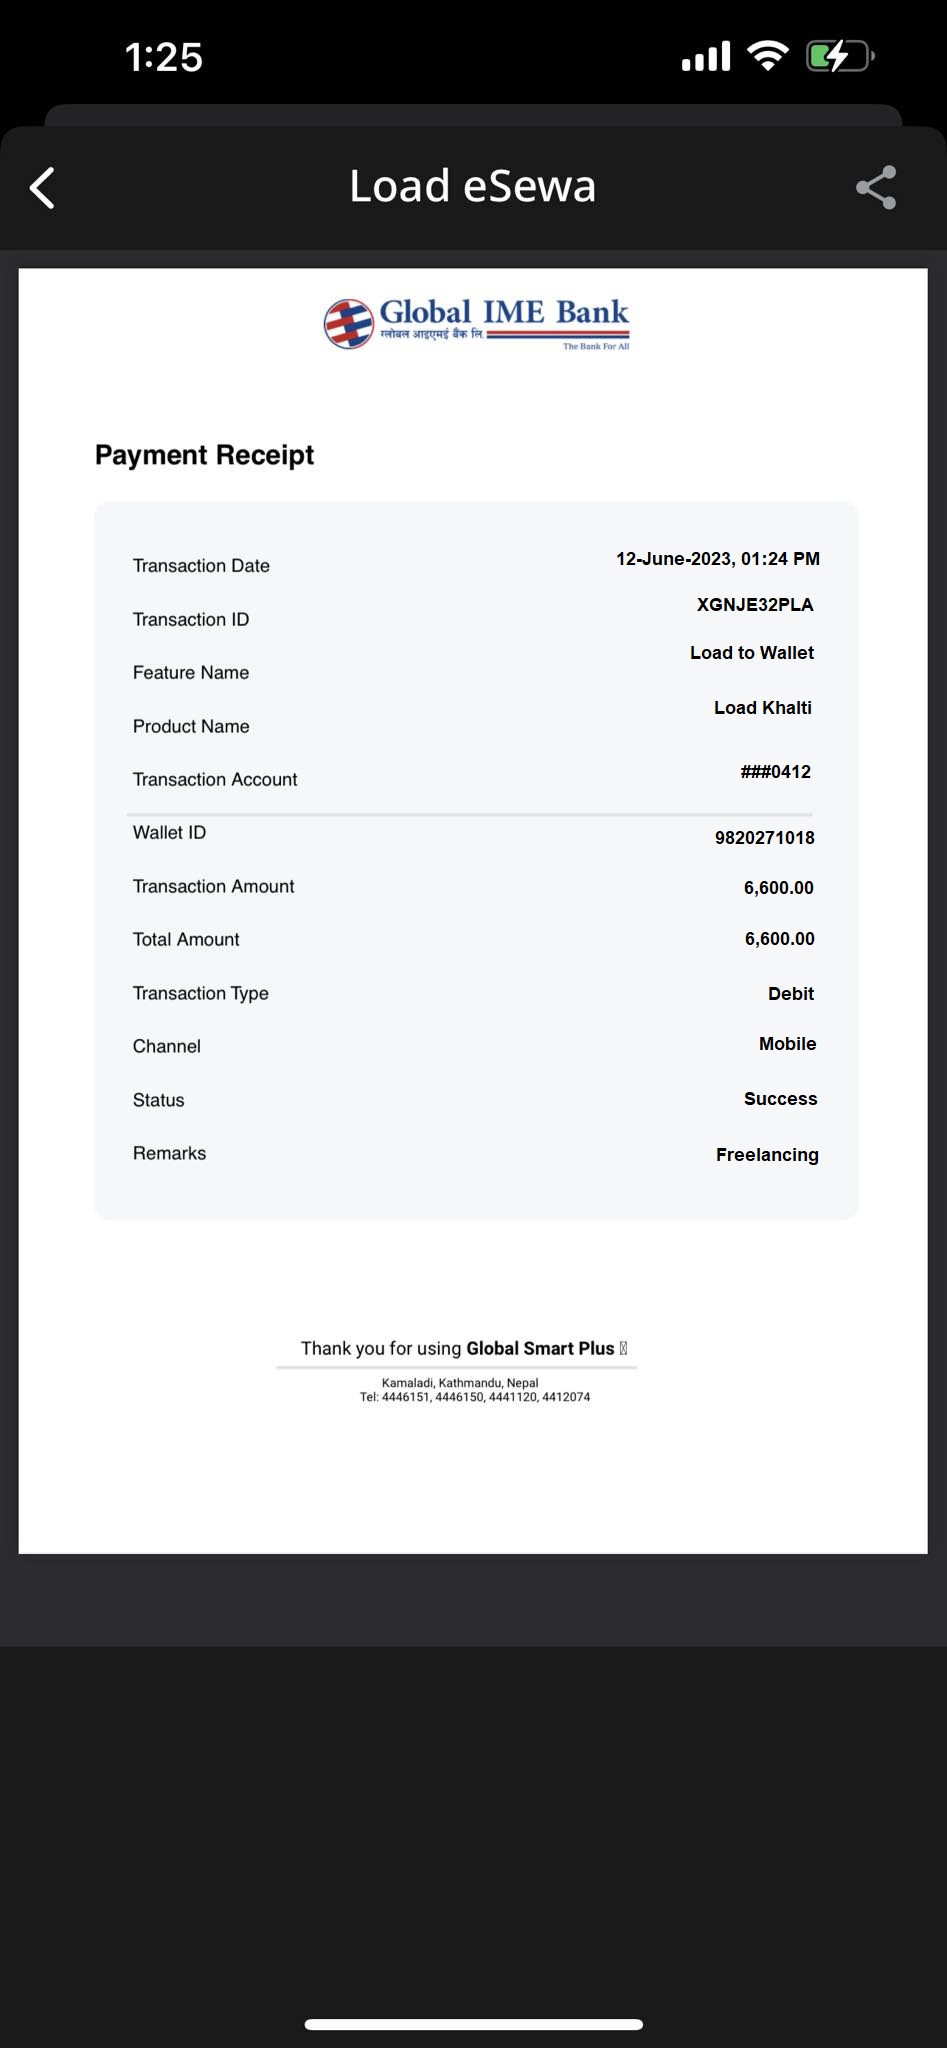 1:25
Load eSewa
Global IME Bank
ग्लोबल आइएमई बैंक लि.
The Bank For All
Payment Receipt
Transaction Date 12-June-2023, 01:24 PM
Transaction ID XGNJE32PLA
Feature Name Load to Wallet
Product Name Load Khalti
Transaction Account ###0412
Wallet ID 9820271018
Transaction Amount 6,600.00
Total Amount 6,600.00
Transaction Type Debit
Channel Mobile
Status Success
Remarks Freelancing
Thank you for using Global Smart Plus
Kamaladi, Kathmandu, Nepal
Tel: 4446151, 4446150, 4441120, 4412074